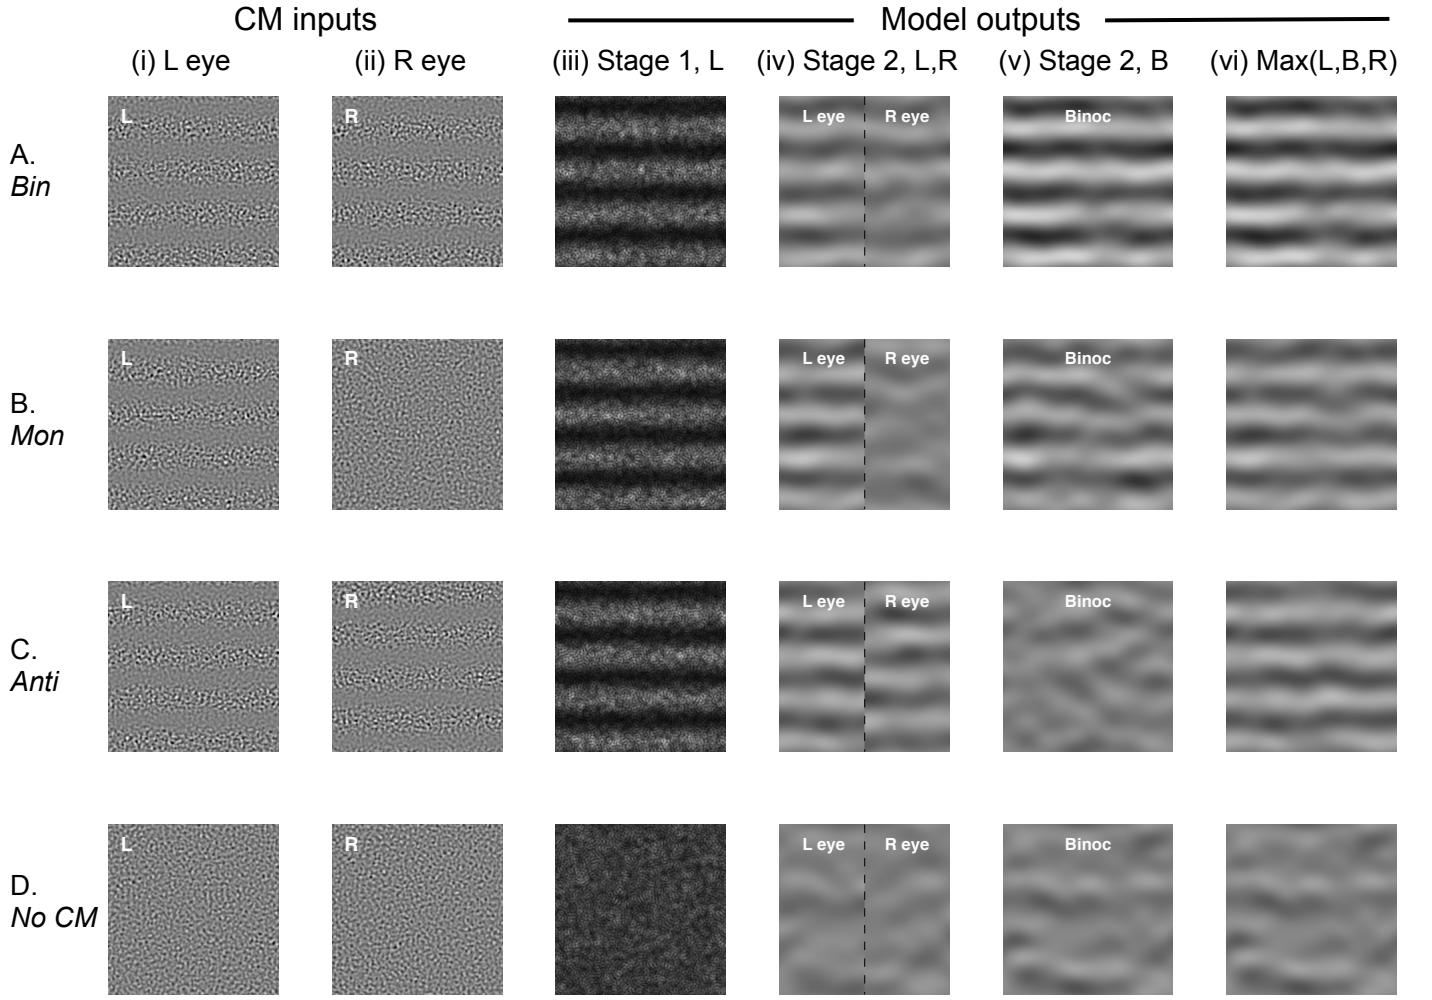 CM inputs Model outputs
(i) L eye (ii) R eye (iii) Stage 1, L (iv) Stage 2, L,R (v) Stage 2, B (vi) Max(L,B,R)
A.
Bin
L R L eye R eye Binoc
B.
Mon
L R L eye R eye Binoc
C.
Anti
L R L eye R eye Binoc
D.
No CM
L R L eye R eye Binoc